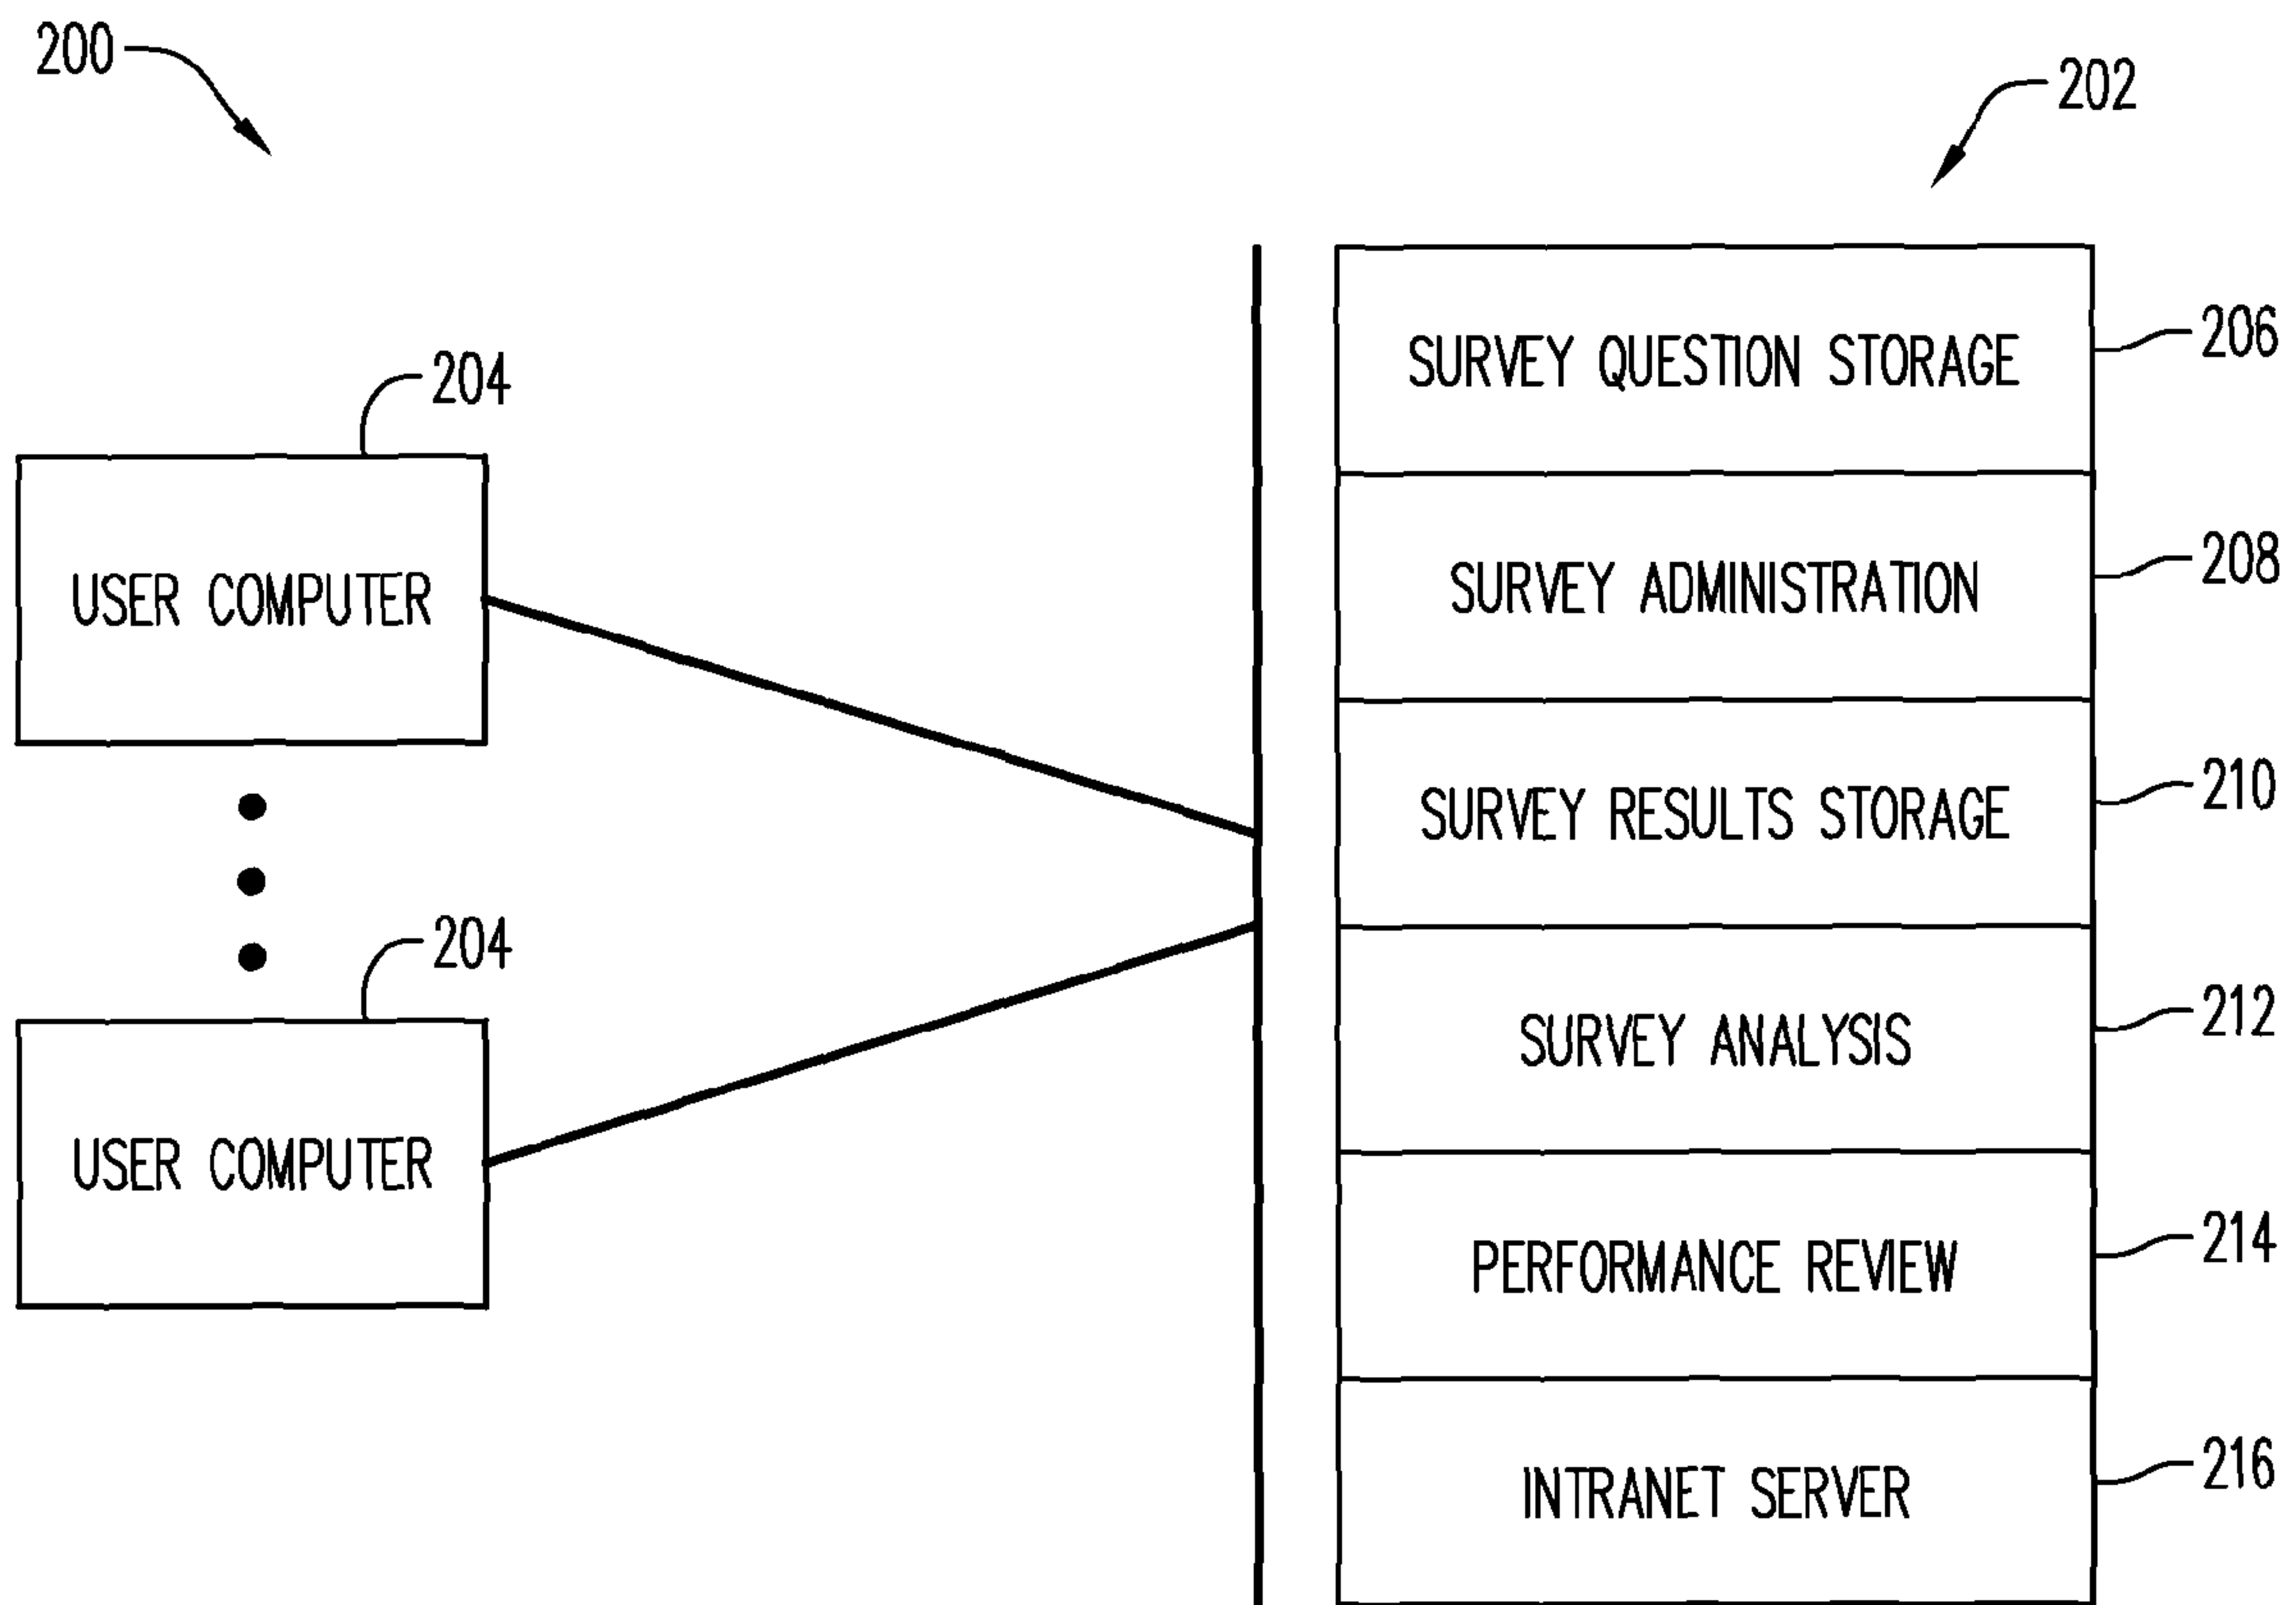 200
202
SURVEY QUESTION STORAGE
206
204
USER COMPUTER
SURVEY ADMINISTRATION
208
SURVEY RESULTS STORAGE
210
204
USER COMPUTER
SURVEY ANALYSIS
212
PERFORMANCE REVIEW
214
INTRANET SERVER
216